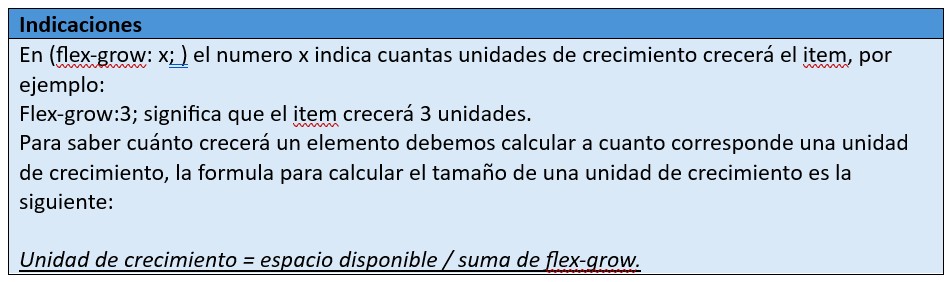 Indicaciones
En (flex-grow: x; ) el numero x indica cuantas unidades de crecimiento crecerá el item, por
ejemplo:
Flex-grow:3; significa que el item crecerá 3 unidades.
Para saber cuánto crecerá un elemento debemos calcular a cuanto corresponde una unidad
de crecimiento, la formula para calcular el tamaño de una unidad de crecimiento es la
siguiente:
Unidad de crecimiento = espacio disponible / suma de flex-grow.